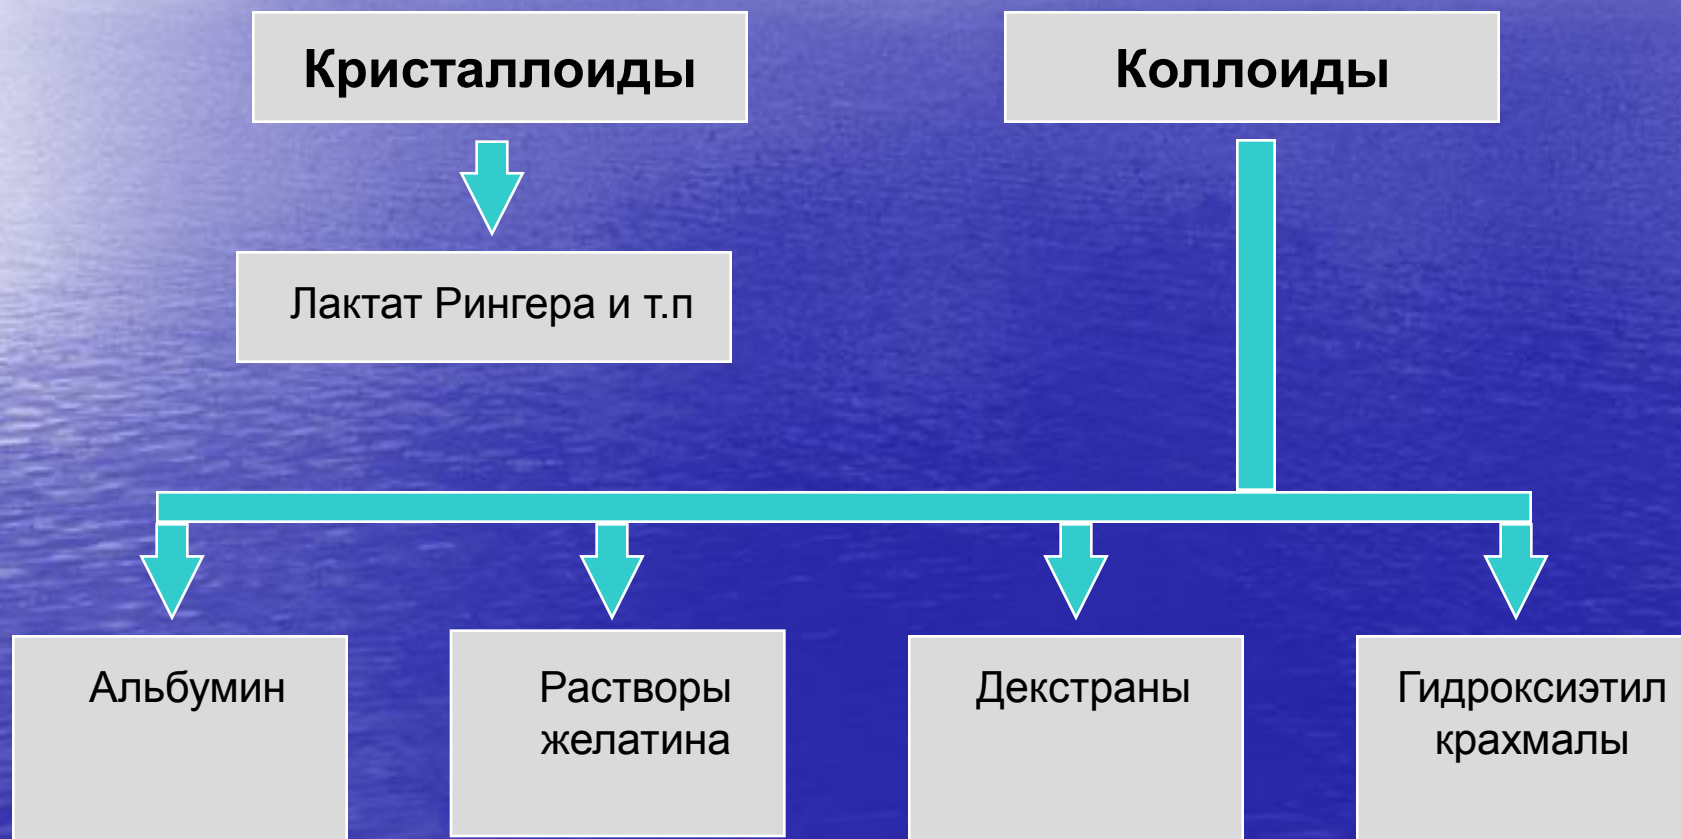 Кристаллоиды
Коллоиды
Лактат Рингера и т.п
Альбумин
Растворы
желатина
Декстраны
Гидроксиэтил
крахмалы